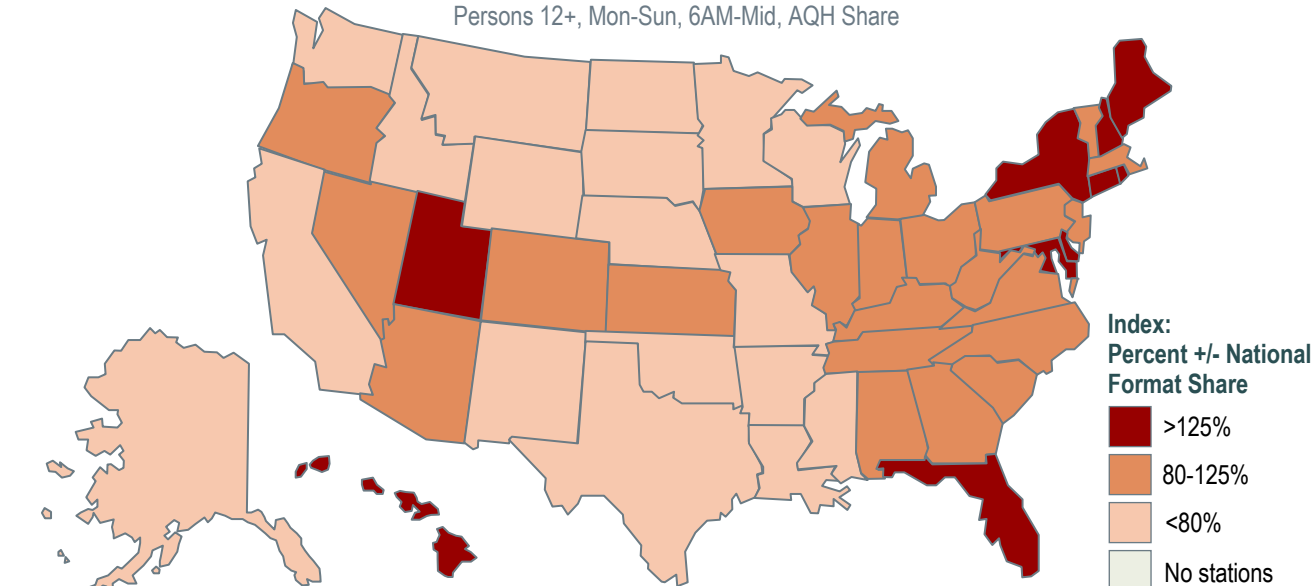 Persons 12+, Mon-Sun, 6AM-Mid, AQH Share
Index:
Percent +/- National
Format Share
>125%
80-125%
<80%
No stations